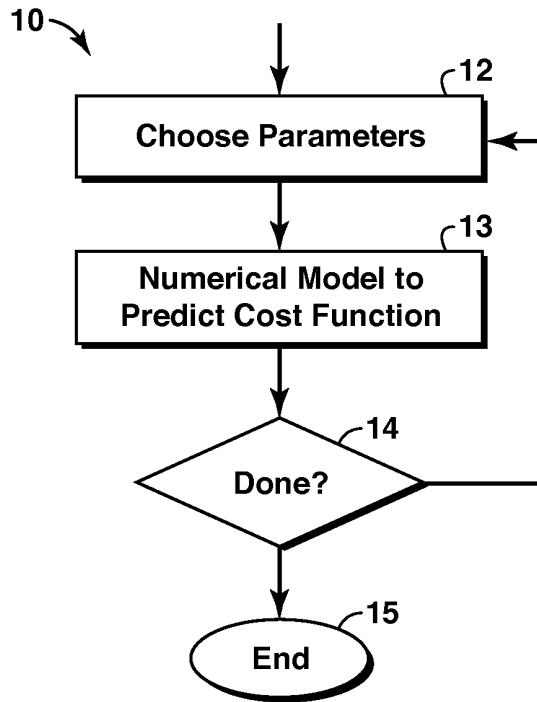 10
12
Choose Parameters
13
Numerical Model to
Predict Cost Function
14
Done?
15
End